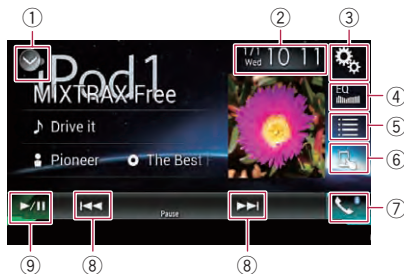 ① ② ③
iPod1
1/1 Wed 10 11
MIXTRAX Free
EQ
④
Drive it
⑤
Pioneer The Best
⑥
Pause
⑦
⑨ ⑧ ⑧